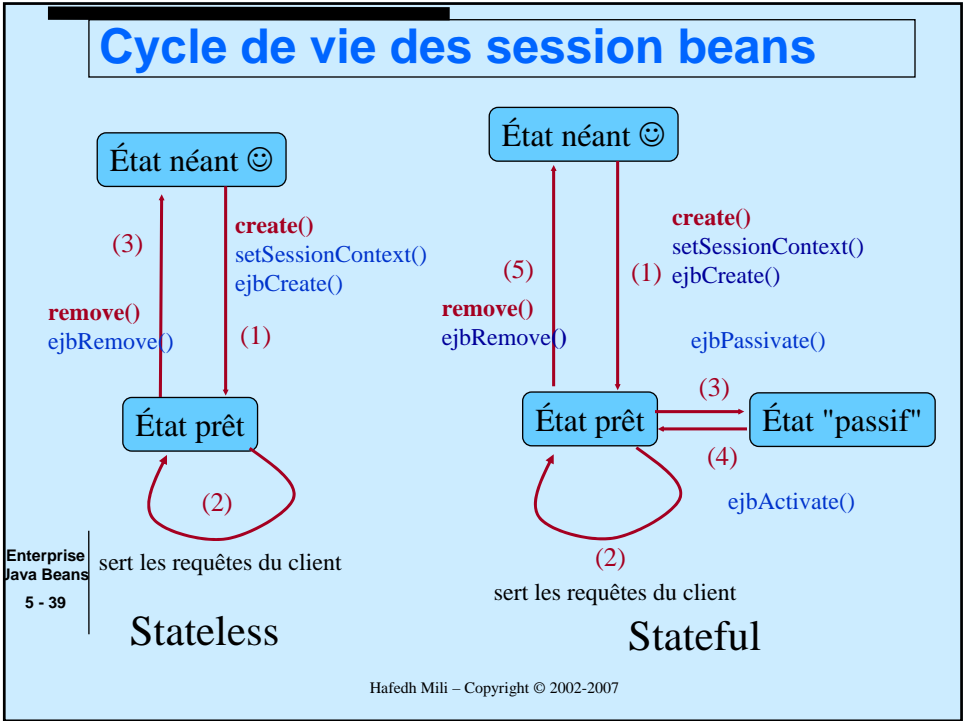 Cycle de vie des session beans
État néant ☺
(3)
create()
setSessionContext()
ejbCreate()
remove()
ejbRemove()
(1)
État prêt
(2)
sert les requêtes du client
Stateless
État néant ☺
(5)
(1)
create()
setSessionContext()
ejbCreate()
remove()
ejbRemove()
ejbPassivate()
(3)
État prêt
État "passif"
(4)
ejbActivate()
(2)
sert les requêtes du client
Stateful
Enterprise
Java Beans
5 - 39
Hafedh Mili – Copyright © 2002-2007